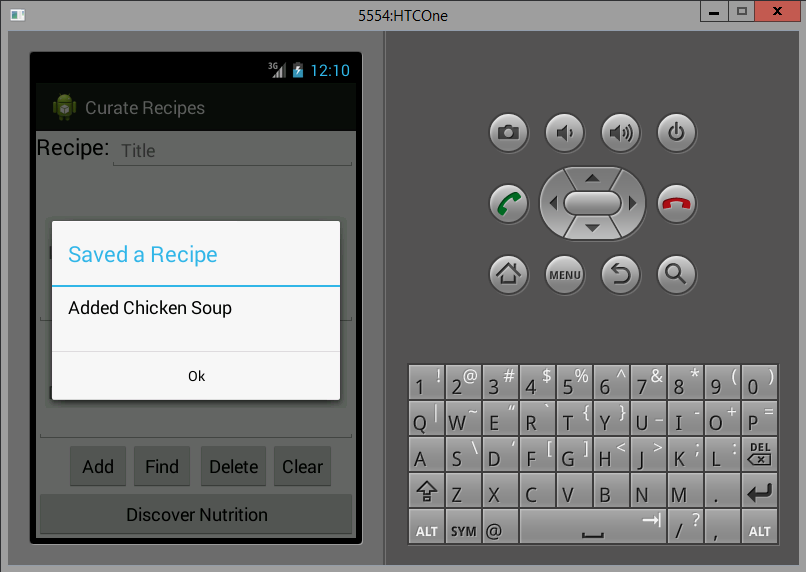 5554:HTCOne
3G 12:10
Curate Recipes
Recipe: Title
Saved a Recipe
Added Chicken Soup
Ok
Add Find Delete Clear
Discover Nutrition
MENU
1 ! 2 @ 3 # 4 $ 5 % 6 ^ 7 & 8 * 9 ( 0 )
Q | W ~ E “ R ` T { Y } U _ I - O + P =
A S \ D ‘ F [ G ] H < J > K ; L : DEL
Z X C V B N M .
ALT SYM @ / ? , ALT